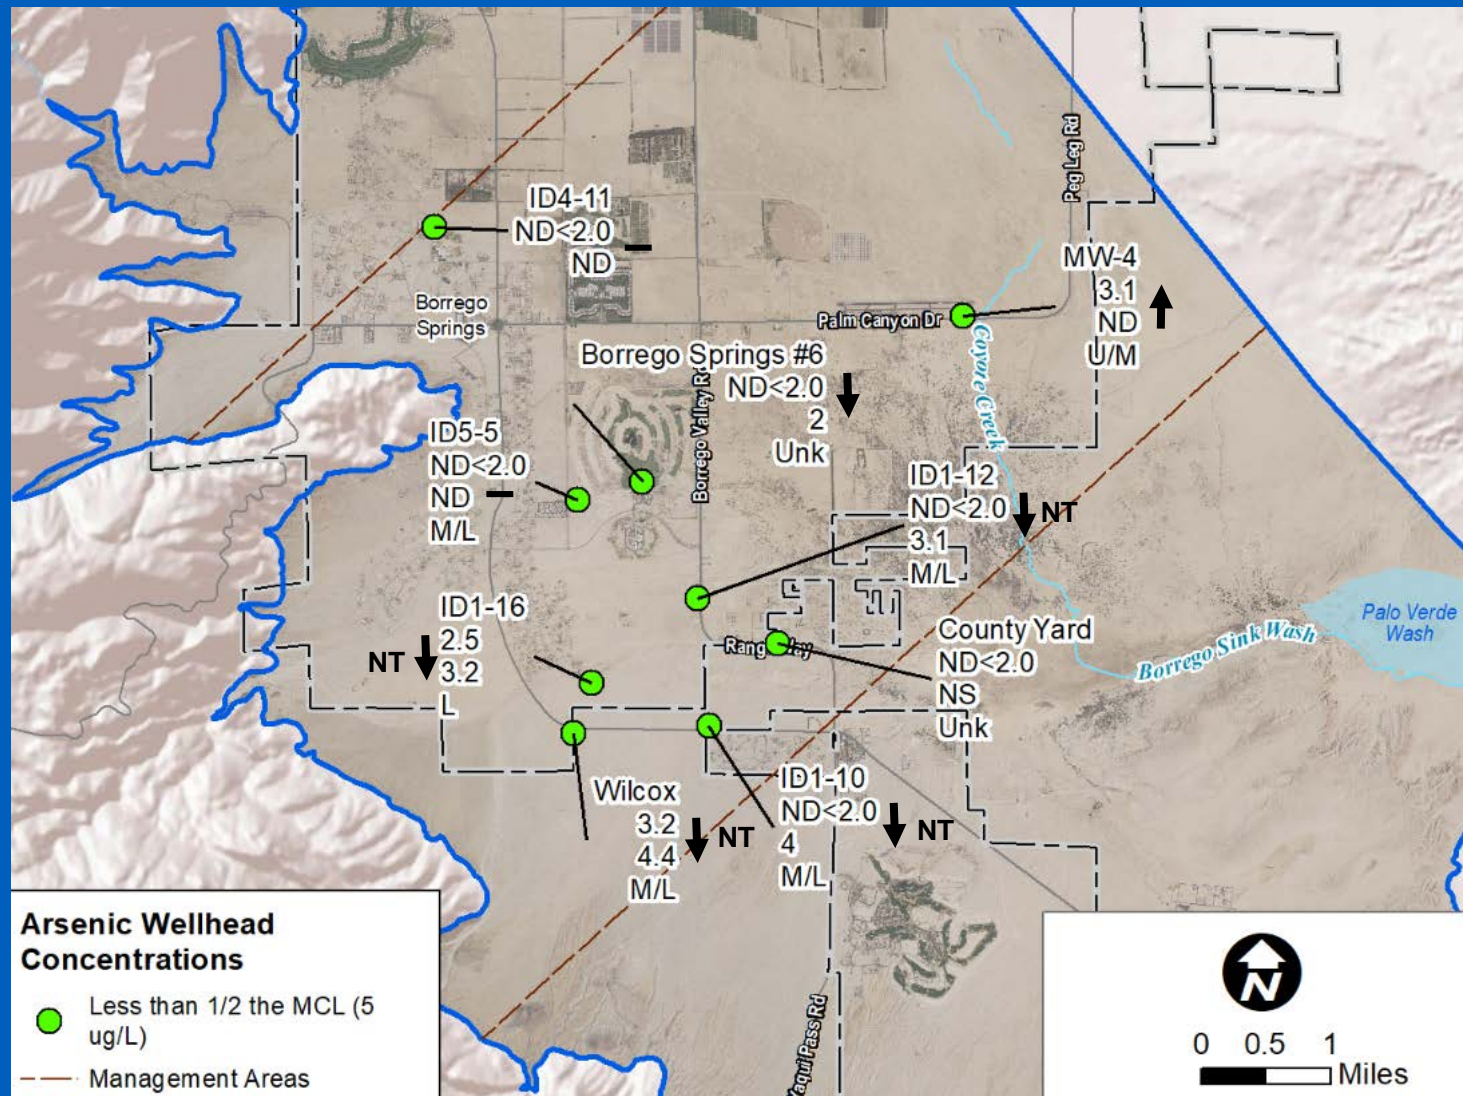 Peg Leg Rd
ID4-11
ND<2.0
ND
MW-4
3.1
ND
U/M
Borrego
Springs
Palm Canyon Dr
Coyote Creek
Borrego Springs #6
ND<2.0
2
Unk
Borrego Valley Rd
ID5-5
ND<2.0
ND
M/L
ID1-12
ND<2.0
NT
3.1
M/L
ID1-16
2.5
NT
3.2
L
County Yard
ND<2.0
NS
Unk
Palo Verde
Wash
Borrego Sink Wash
Wilcox
3.2
NT
4.4
M/L
ID1-10
ND<2.0
NT
4
M/L
Yaqui Pass Rd
Arsenic Wellhead
Concentrations
Less than 1/2 the MCL (5
ug/L)
Management Areas
N
0 0.5 1
Miles